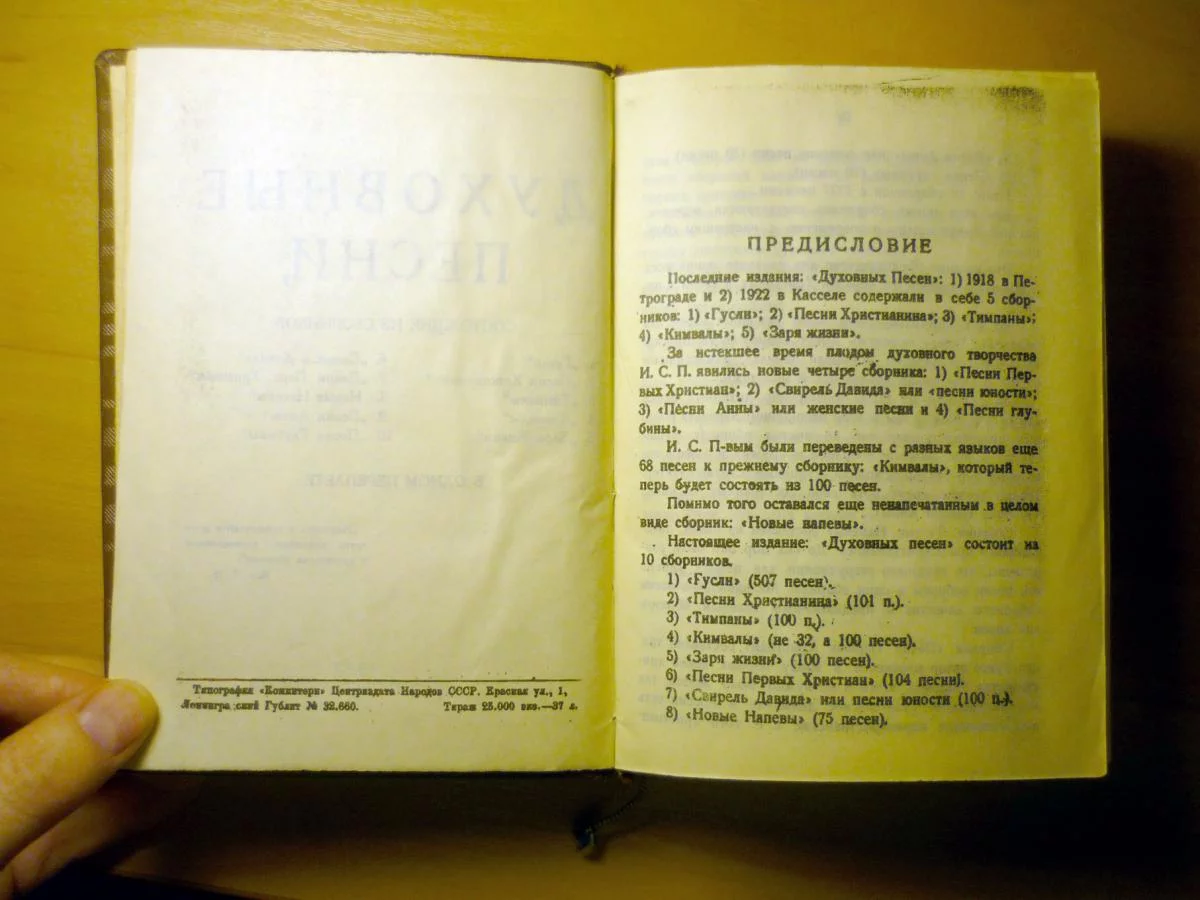 Типография «Коминтерн» Центриздата Народов СССР. Красная ул., 1,
Ленингра ский Гублит № 32.660. Тираж 25.000 экз.—37 л.
ПРЕДИСЛОВИЕ
Последние издания: «Духовных Песен»: 1) 1918 в Пе-
трограде и 2) 1922 в Касселе содержали в себе 5 сбор-
ников: 1) «Гусли»; 2) «Песни Христианина»; 3) «Тимпаны»;
4) «Кимвалы»; 5) «Заря жизни».
За истекшее время плодом духовного творчества
И. С. П. явились новые четыре сборника: 1) «Песни Пер-
вых Христиан»; 2) «Свирель Давида» или «песни юности»;
3) «Песни Анны» или женские песни и 4) «Песни глу-
бины».
И. С. П-вым были переведены с разных языков еще
68 песен к прежнему сборнику: «Кимвалы», который те-
перь будет состоять из 100 песен.
Помимо того оставался еще ненапечатанным в целом
виде сборник: «Новые напевы».
Настоящее издание: «Духовных песен» состоит из
10 сборников.
1) «Гусли» (507 песен).
2) «Песни Христианина» (101 п.).
3) «Тимпаны» (100 п.).
4) «Кимвалы» (не 32, а 100 песен).
5) «Заря жизни» (100 песен).
6) «Песни Первых Христиан» (104 песни).
7) «Свирель Давида» или песни юности (100 п.).
8) «Новые Напевы» (75 песен).